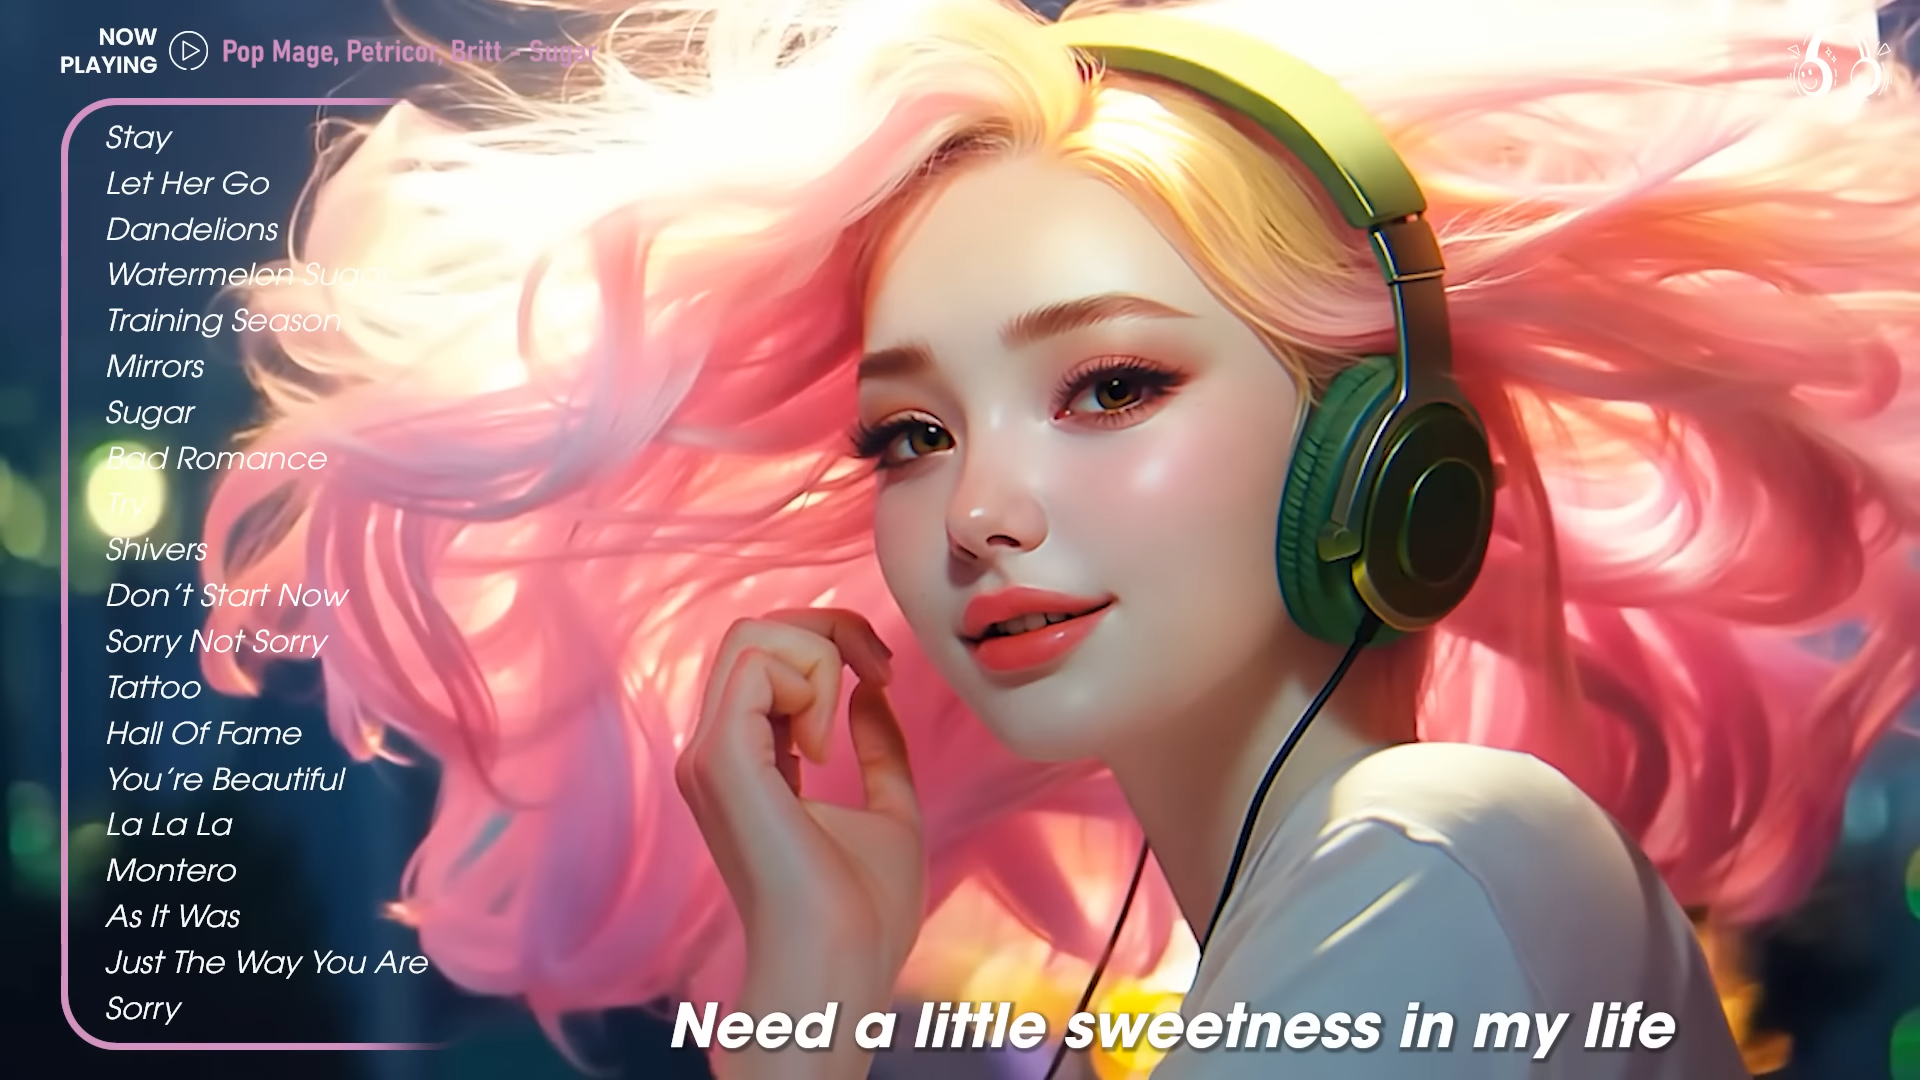 NOW
PLAYING
Pop Mage, Petricor, Britt - Sugar
Stay
Let Her Go
Dandelions
Watermelon Sugar
Training Season
Mirrors
Sugar
Bad Romance
Try
Shivers
Don't Start Now
Sorry Not Sorry
Tattoo
Hall Of Fame
You're Beautiful
La La La
Montero
As It Was
Just The Way You Are
Sorry
Need a little sweetness in my life